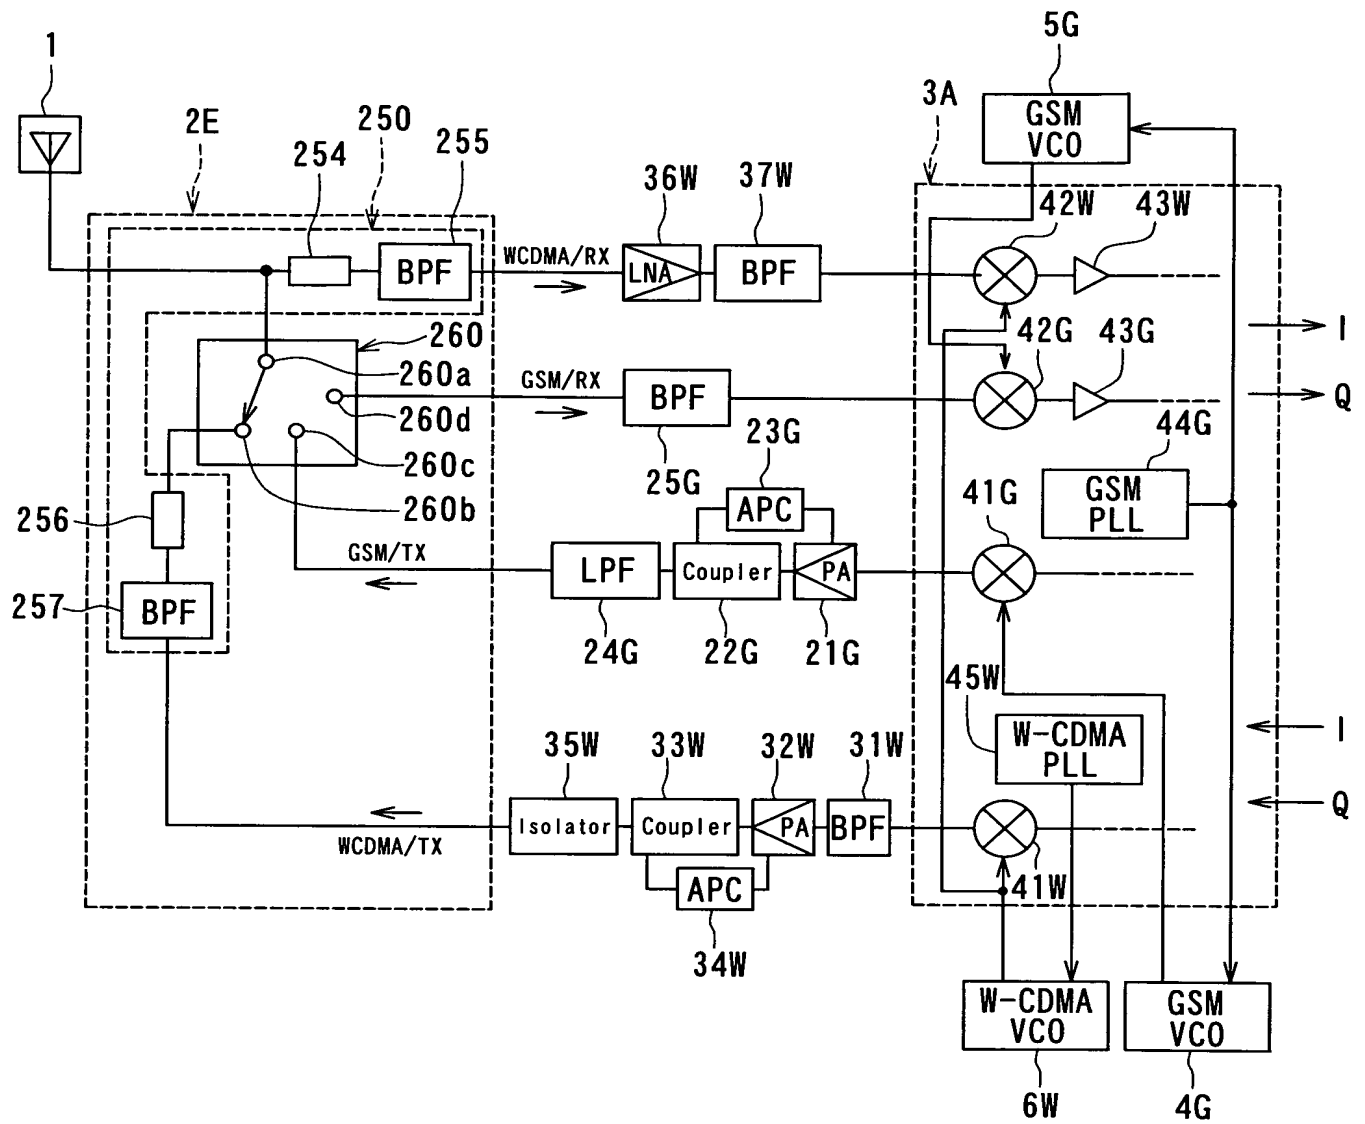 1
5G
2E
250
255
3A
GSM
VCO
254
36W
37W
42W
43W
BPF
WCDMA/RX
LNA
BPF
260
42G
43G
I
260a
GSM/RX
BPF
Q
260d
23G
44G
260c
25G
41G
GSM
PLL
256
260b
APC
GSM/TX
LPF
Coupler
PA
257
BPF
24G
22G
21G
45W
35W
33W
32W
31W
W-CDMA
PLL
I
Q
Isolator
Coupler
PA
BPF
WCDMA/TX
APC
41W
34W
W-CDMA
VCO
GSM
VCO
6W
4G